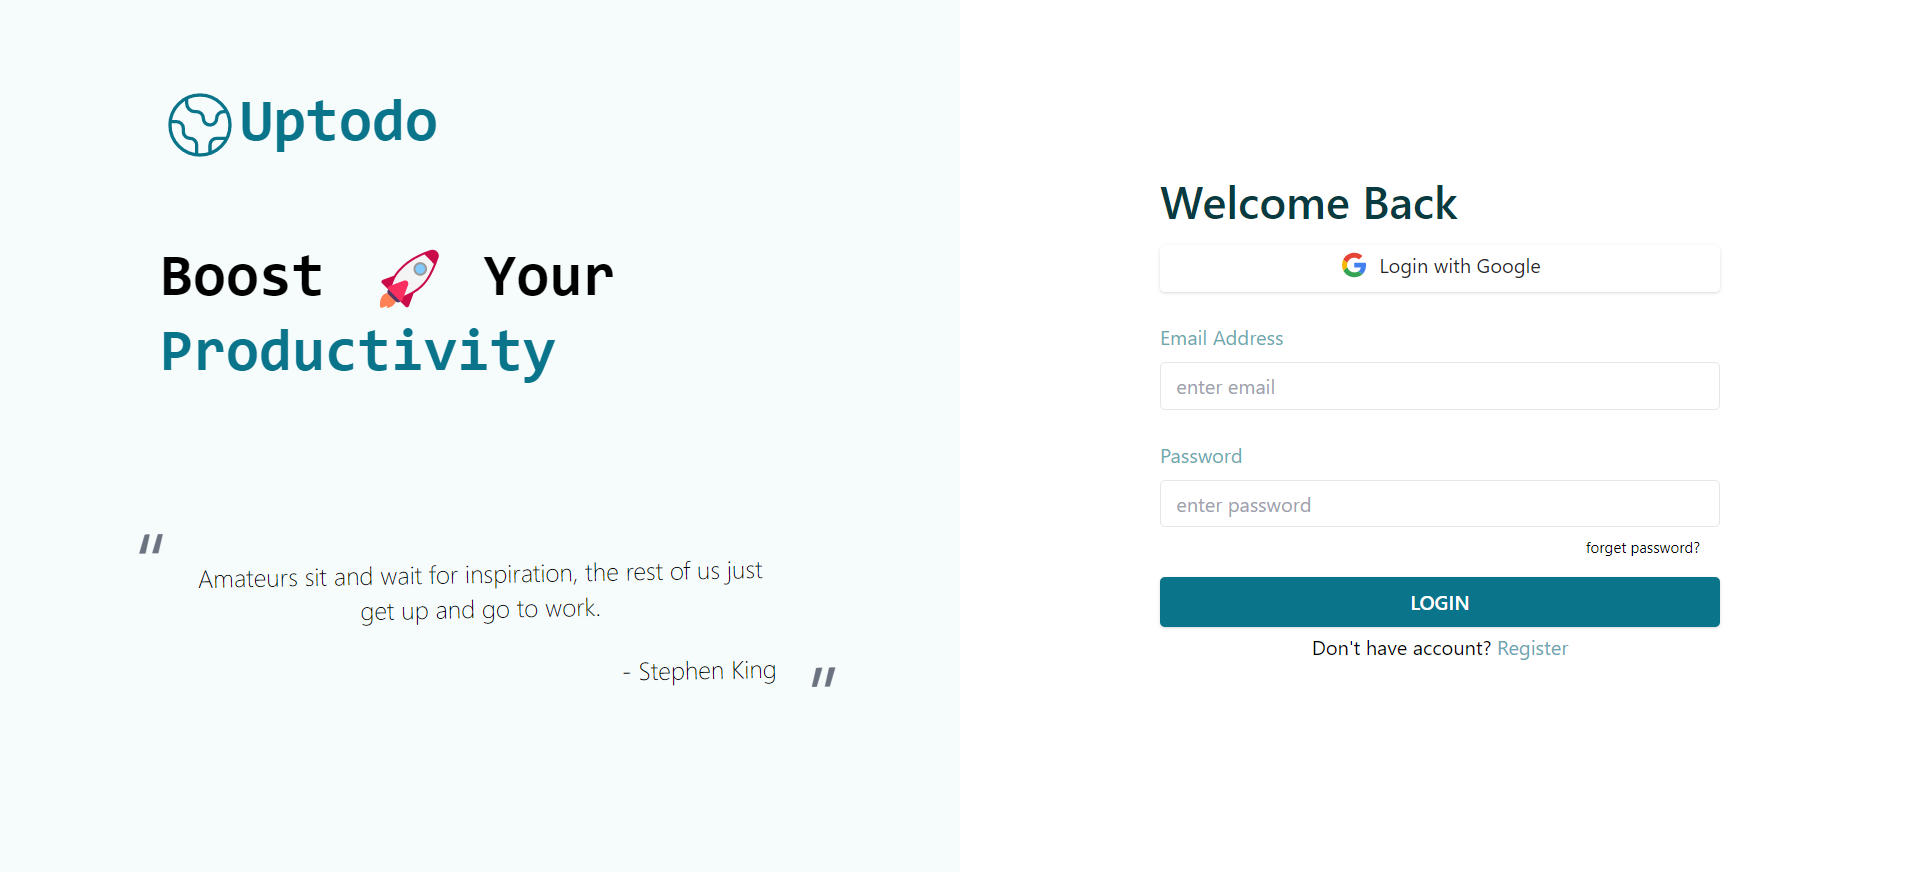 Uptodo
Boost 🚀 Your
Productivity
"
Amateurs sit and wait for inspiration, the rest of us just
get up and go to work.
- Stephen King
"
Welcome Back
Login with Google
Email Address
enter email
Password
enter password
forget password?
LOGIN
Don't have account? Register